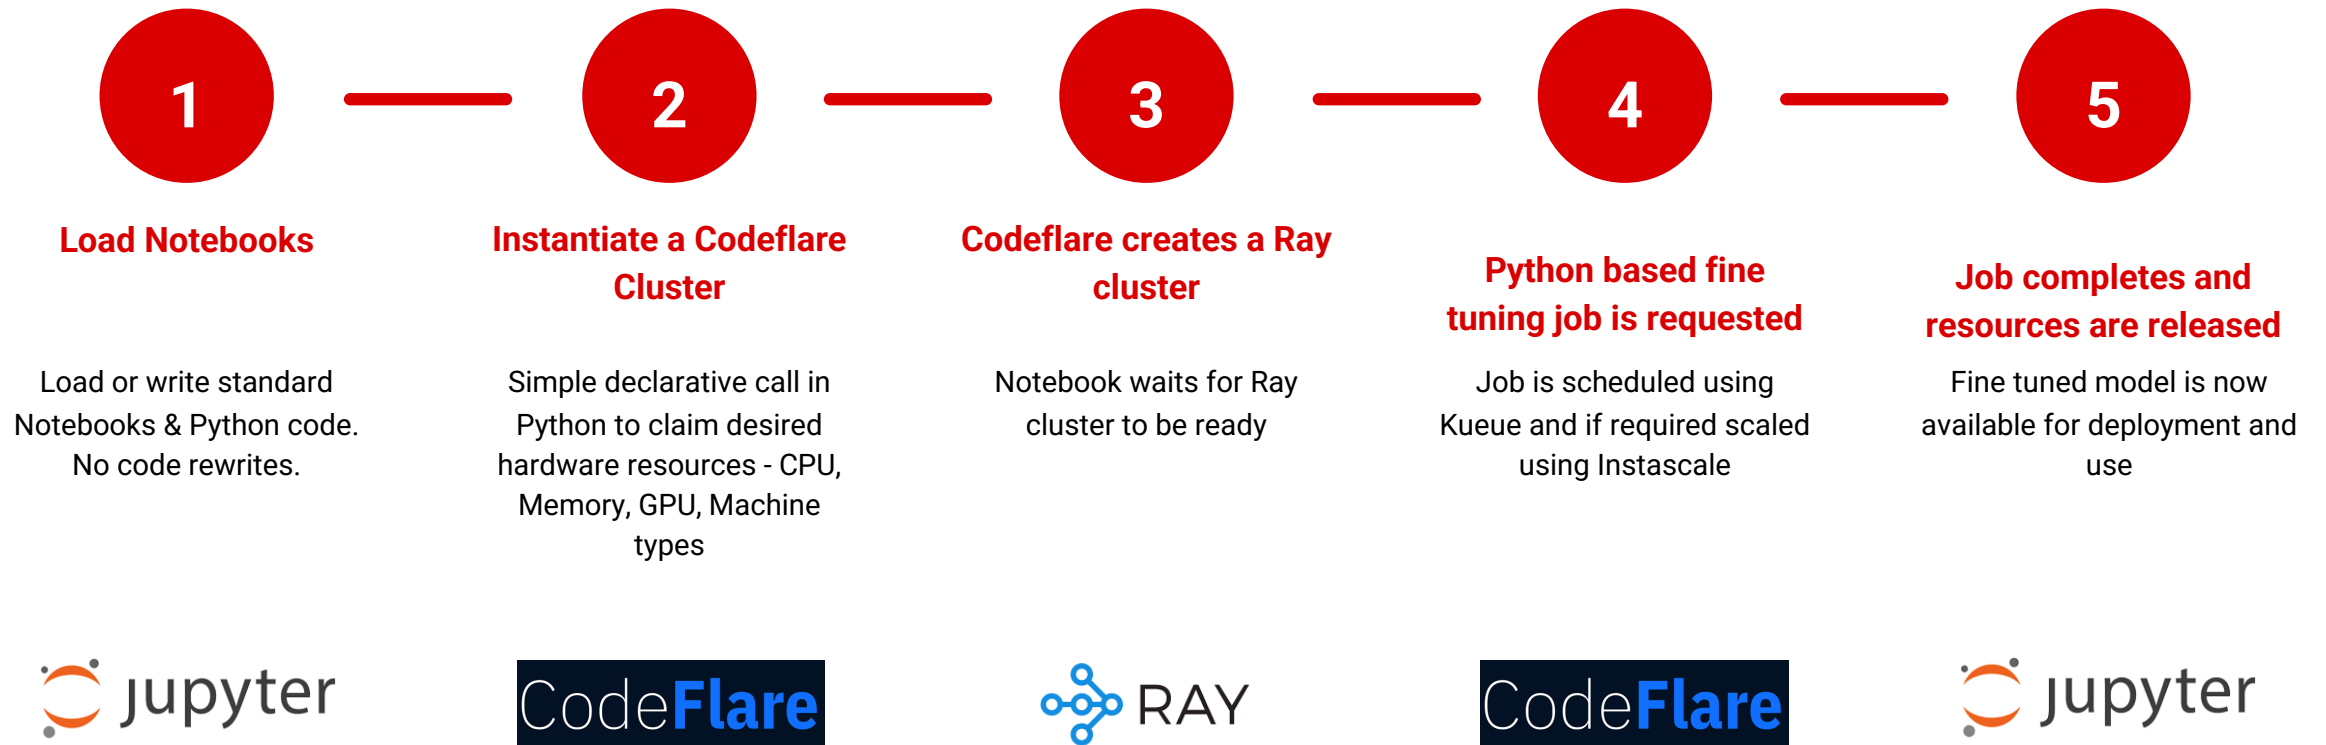 1
2
3
4
5
Load Notebooks
Load or write standard
Notebooks & Python code.
No code rewrites.
Instantiate a Codeflare
Cluster
Simple declarative call in
Python to claim desired
hardware resources - CPU,
Memory, GPU, Machine
types
Codeflare creates a Ray
cluster
Notebook waits for Ray
cluster to be ready
Python based fine
tuning job is requested
Job is scheduled using
Kueue and if required scaled
using Instascale
Job completes and
resources are released
Fine tuned model is now
available for deployment and
use
jupyter
CodeFlare
RAY
CodeFlare
jupyter